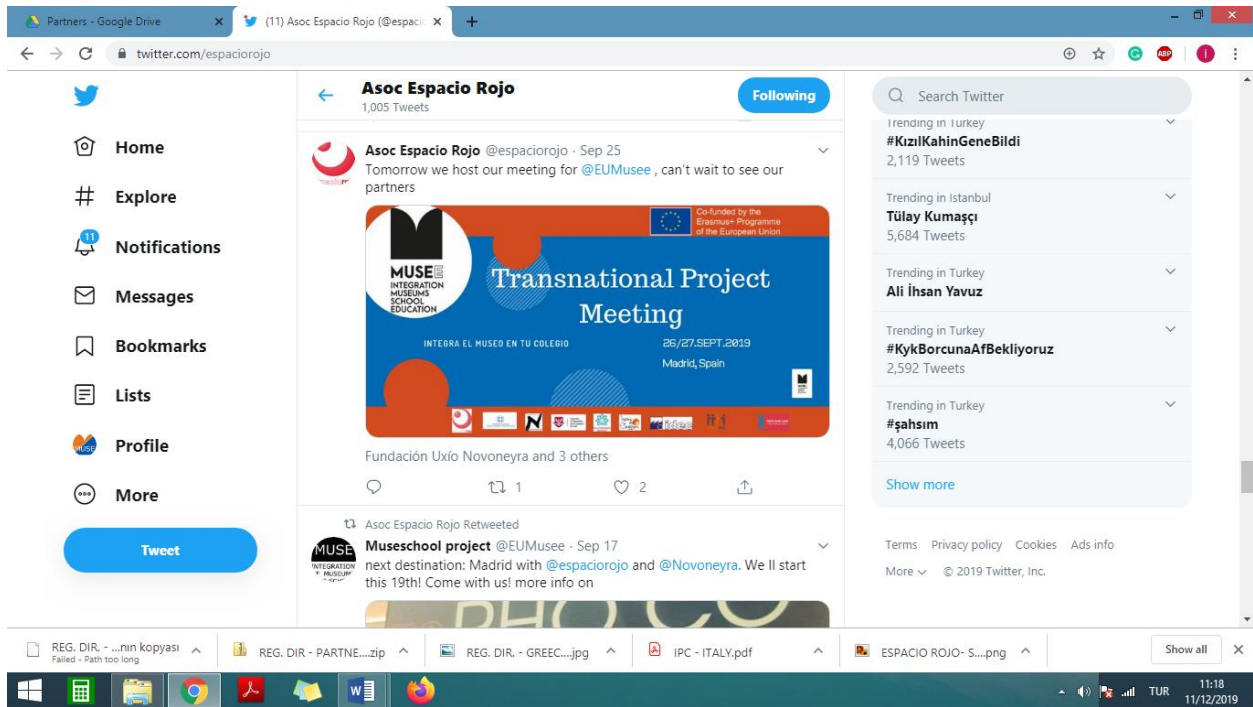 Partners - Google Drive
(11) Asoc Espacio Rojo (@espaci
twitter.com/espaciorojo
ABP
i
Home
Explore
11
Notifications
Messages
Bookmarks
Lists
MUSE
Profile
More
Tweet
Asoc Espacio Rojo
1,005 Tweets
Following
Asoc Espacio Rojo @espaciorojo · Sep 25
Tomorrow we host our meeting for @EUMusee , can't wait to see our
partners
Co-funded by the
Erasmus+ Programme
of the European Union
MUSEE
INTEGRATION
MUSEUMS
SCHOOL
EDUCATION
Transnational Project
Meeting
INTEGRA EL MUSEO EN TU COLEGIO
26/27.SEPT.2019
Madrid, Spain
idec
Fundación Uxío Novoneyra and 3 others
1
2
Asoc Espacio Rojo Retweeted
MUSE
INTEGRATION
MUSEUM
Museschool project @EUMusee · Sep 17
next destination: Madrid with @espaciorojo and @Novoneyra. We ll start
this 19th! Come with us! more info on
PHOCO
Search Twitter
Trending in Turkey
#KızılKahinGeneBildi
2,119 Tweets
Trending in Istanbul
Tülay Kumaşçı
5,684 Tweets
Trending in Turkey
Ali İhsan Yavuz
Trending in Turkey
#KykBorcunaAfBekliyoruz
2,592 Tweets
Trending in Turkey
#şahsım
4,066 Tweets
Show more
Terms Privacy policy Cookies Ads info
More © 2019 Twitter, Inc.
REG. DIR. - ....nın kopyası
Failed - Path too long
REG. DIR - PARTNE....zip
REG. DIR. - GREEC....jpg
IPC - ITALY.pdf
ESPACIO ROJO- S....png
Show all
TUR
11:18
11/12/2019